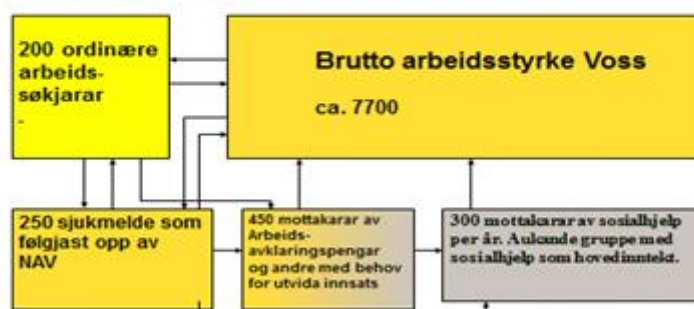 200 ordinære
arbeids-
søkjarar
-
Brutto arbeidsstyrke Voss
ca. 7700
250 sjukmelde som
følgjast opp av
NAV
450 mottakarar av
Arbeids-
avklaringspengar
og andre med behov
for utvida innsats
300 mottakarar av sosialhjelp
per år. Aukande gruppe med
sosialhjelp som hovedinntekt.